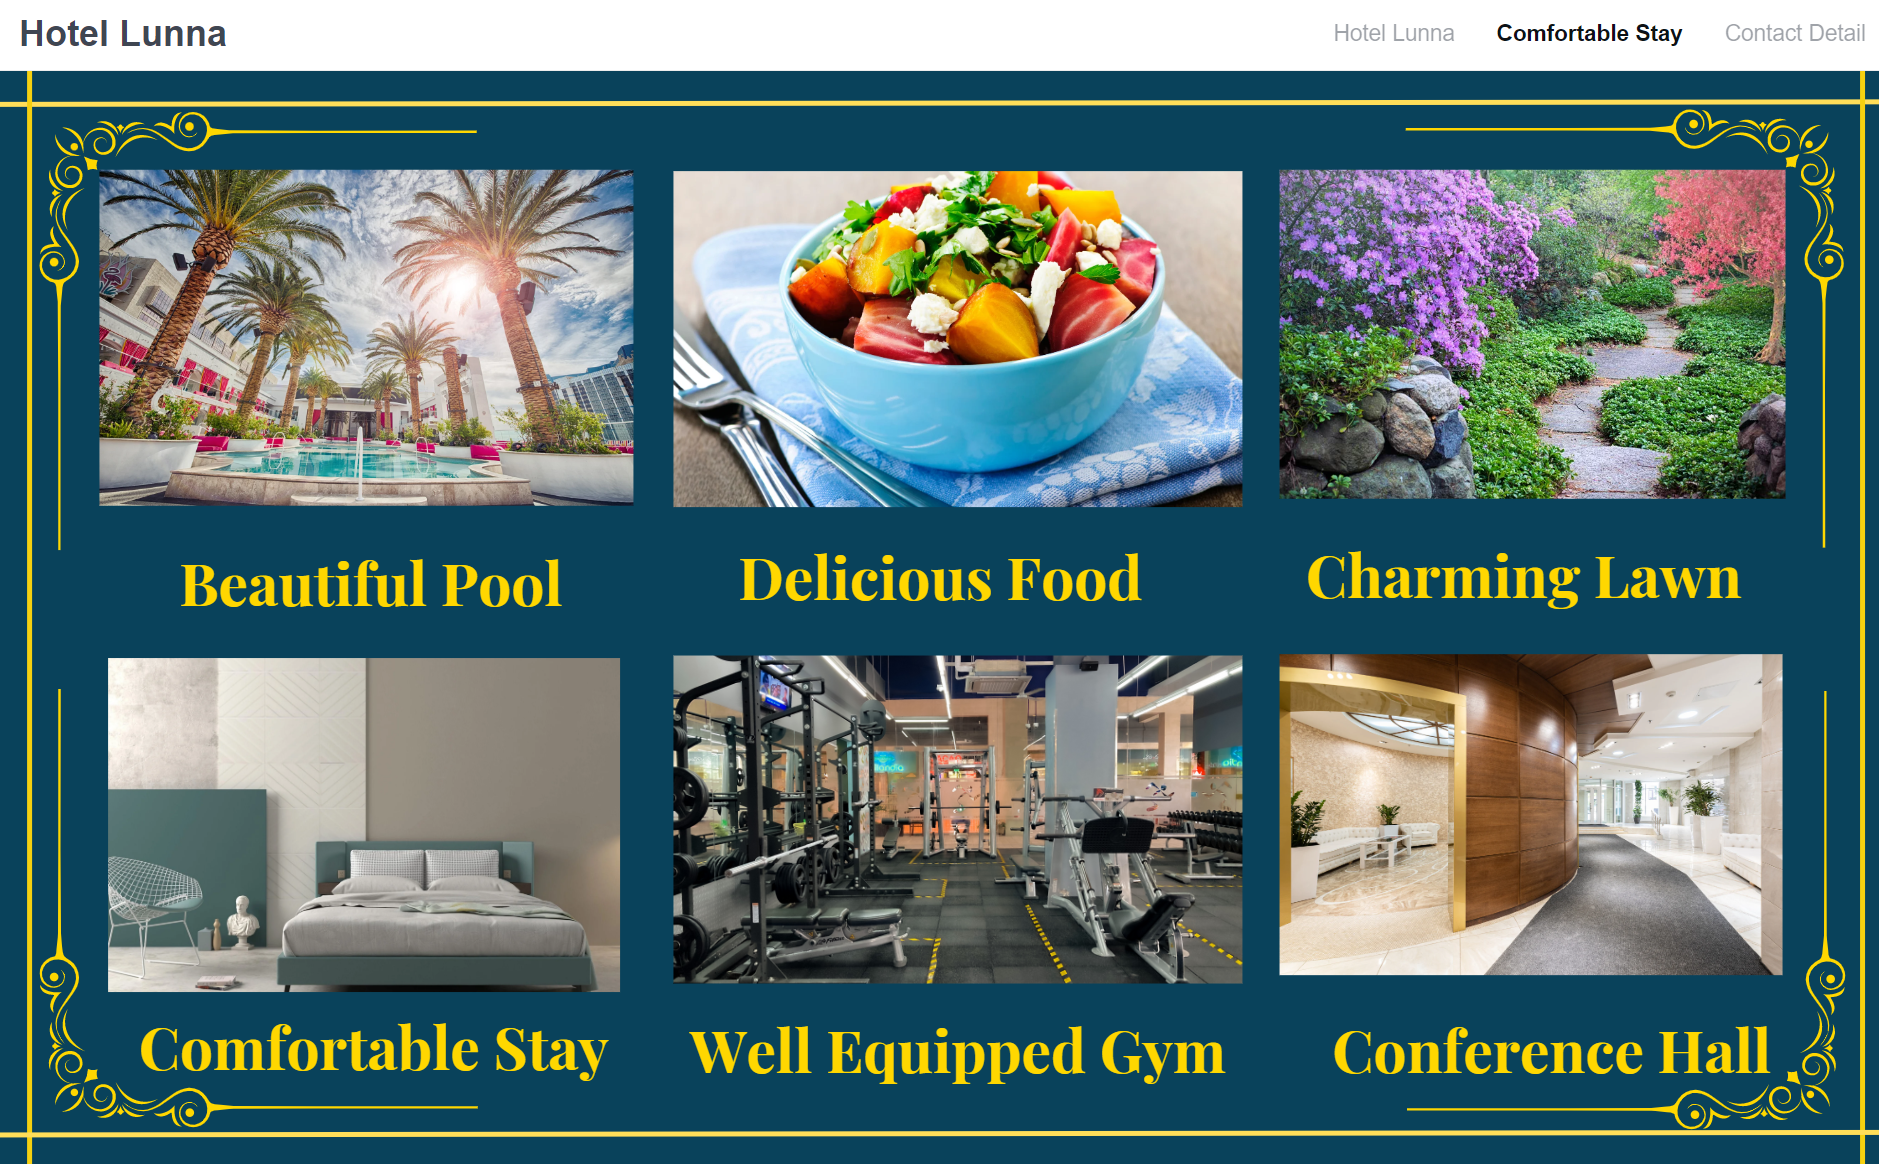 Hotel Lunna
Hotel Lunna Comfortable Stay Contact Detail
Beautiful Pool
Delicious Food
Charming Lawn
Comfortable Stay
Well Equipped Gym
Conference Hall